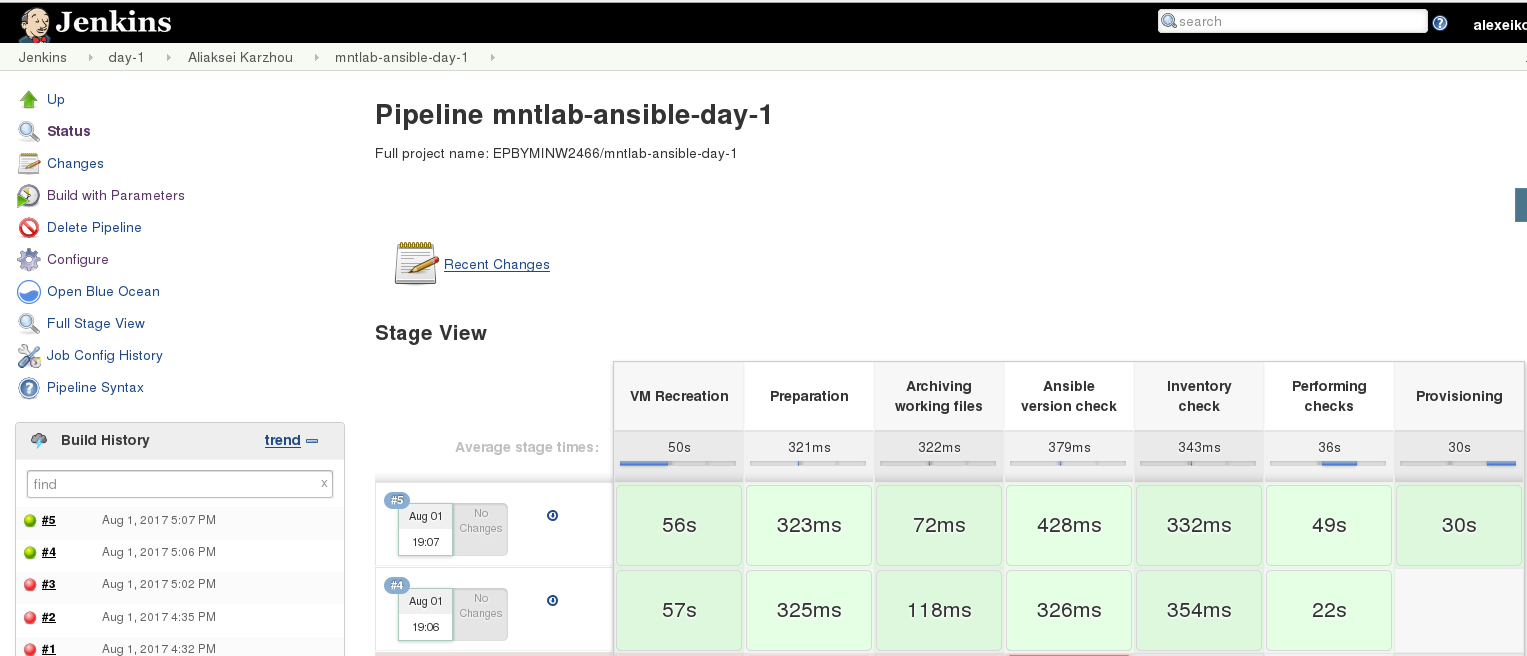 Jenkins
search
alexeiko
Jenkins day-1 Aliaksei Karzhou mntlab-ansible-day-1
Up
Status
Changes
Build with Parameters
Delete Pipeline
Configure
Open Blue Ocean
Full Stage View
Job Config History
Pipeline Syntax
Build History trend
find x
#5 Aug 1, 2017 5:07 PM
#4 Aug 1, 2017 5:06 PM
#3 Aug 1, 2017 5:02 PM
#2 Aug 1, 2017 4:35 PM
#1 Aug 1, 2017 4:32 PM
Pipeline mntlab-ansible-day-1
Full project name: EPBYMINW2466/mntlab-ansible-day-1
Recent Changes
Stage View
VM Recreation
Preparation
Archiving
working files
Ansible
version check
Inventory
check
Performing
checks
Provisioning
Average stage times: 50s 321ms 322ms 379ms 343ms 36s 30s
#5
Aug 01
19:07
No
Changes
56s 323ms 72ms 428ms 332ms 49s 30s
#4
Aug 01
19:06
No
Changes
57s 325ms 118ms 326ms 354ms 22s